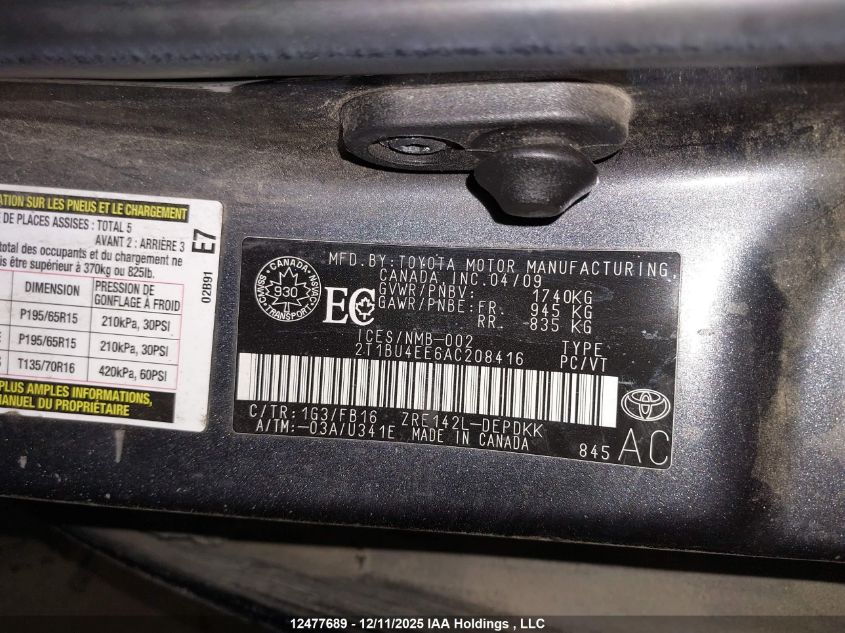 ATION SUR LES PNEUS ET LE CHARGEMENT
DE PLACES ASSISES : TOTAL 5
AVANT 2 : ARRIÈRE 3
total des occupants et du chargement ne
is être supérieur à 370kg ou 825lb.
E7
02B91
DIMENSION PRESSION DE GONFLAGE À FROID
P195/65R15 210kPa, 30PSI
P195/65R15 210kPa, 30PSI
T135/70R16 420kPa, 60PSI
PLUS AMPLES INFORMATIONS,
MANUEL DU PROPRIÉTAIRE
CANADA
930
TRANSPORT
EC
MFD.BY:TOYOTA MOTOR MANUFACTURING,
CANADA INC.04/09
GVWR/PNBV: 1740KG
GAWR/PNBE:FR. 945 KG
RR. 835 KG
ICES/NMB-002 TYPE
2T1BU4EE6AC208416 PC/VT
C/TR:1G3/FB16 ZRE142L-DEPDKK
A/TM:-03A/U341E MADE IN CANADA
845 AC
12477689 - 12/11/2025 IAA Holdings , LLC